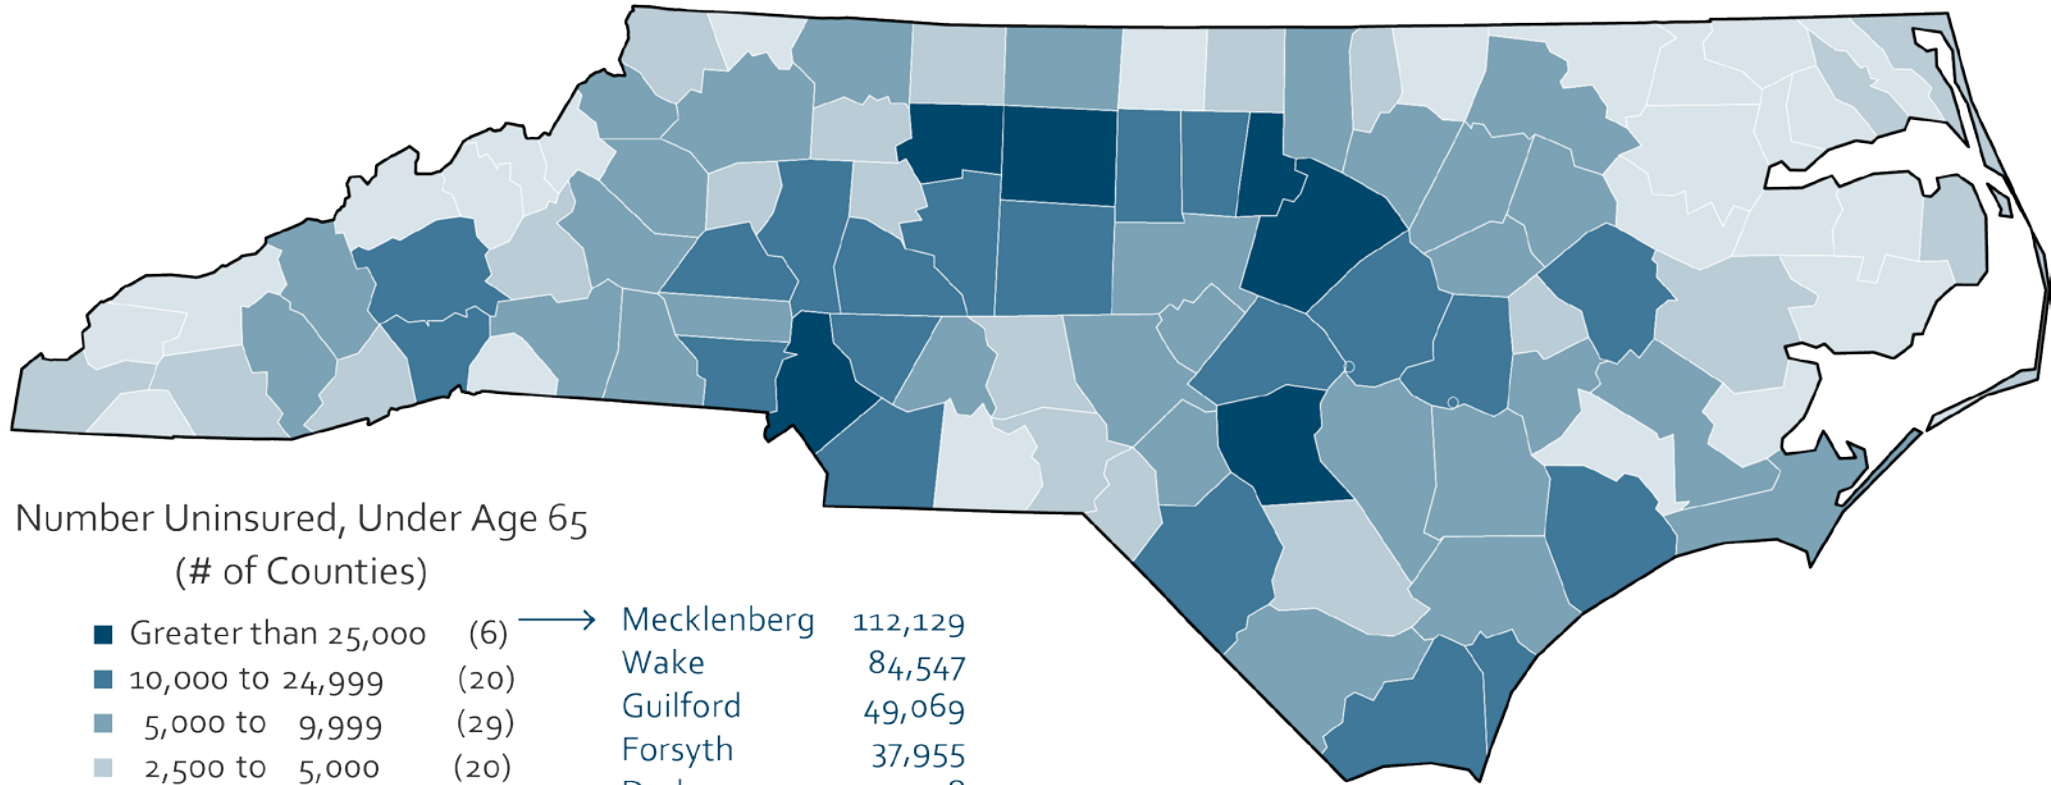 Number Uninsured, Under Age 65
(# of Counties)
Greater than 25,000 (6)
10,000 to 24,999 (20)
5,000 to 9,999 (29)
2,500 to 5,000 (20)
Mecklenberg 112,129
Wake 84,547
Guilford 49,069
Forsyth 37,955